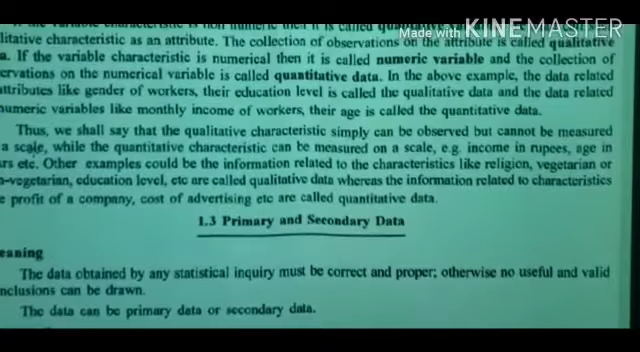 Made with KINEMASTER
litative characteristic as an attribute. The collection of observations on the attribute is called qualitative
a. If the variable characteristic is numerical then it is called numeric variable and the collection of
ervations on the numerical variable is called quantitative data. In the above example, the data related
attributes like gender of workers, their education level is called the qualitative data and the data related
numeric variables like monthly income of workers, their age is called the quantitative data.
Thus, we shall say that the qualitative characteristic simply can be observed but cannot be measured
a scale, while the quantitative characteristic can be measured on a scale, e.g. income in rupees, age in
rs etc. Other examples could be the information related to the characteristics like religion, vegetarian or
-vegetarian, education level, etc are called qualitative data whereas the information related to characteristics
e profit of a company, cost of advertising etc are called quantitative data.
1.3 Primary and Secondary Data
eaning
The data obtained by any statistical inquiry must be correct and proper; otherwise no useful and valid
nclusions can be drawn.
The data can be primary data or secondary data.